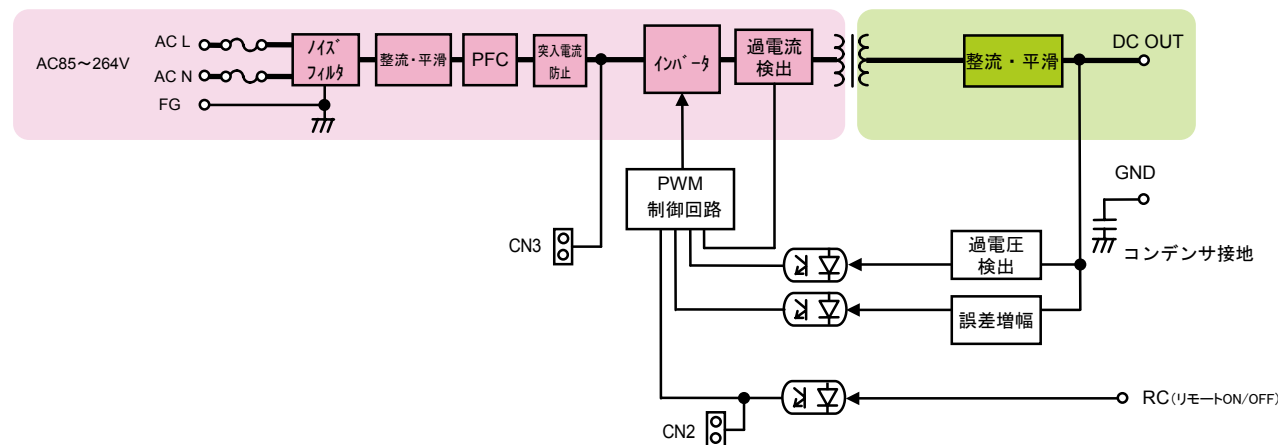 AC85～264V
AC L
AC N
FG
ﾉｲｽﾞ
ﾌｨﾙﾀ
整流・平滑
PFC
突入電流
防止
ｲﾝﾊﾞｰﾀ
過電流
検出
整流・平滑
DC OUT
PWM
制御回路
GND
コンデンサ接地
CN3
過電圧
検出
誤差増幅
CN2
RC(ﾘﾓｰﾄON/OFF)